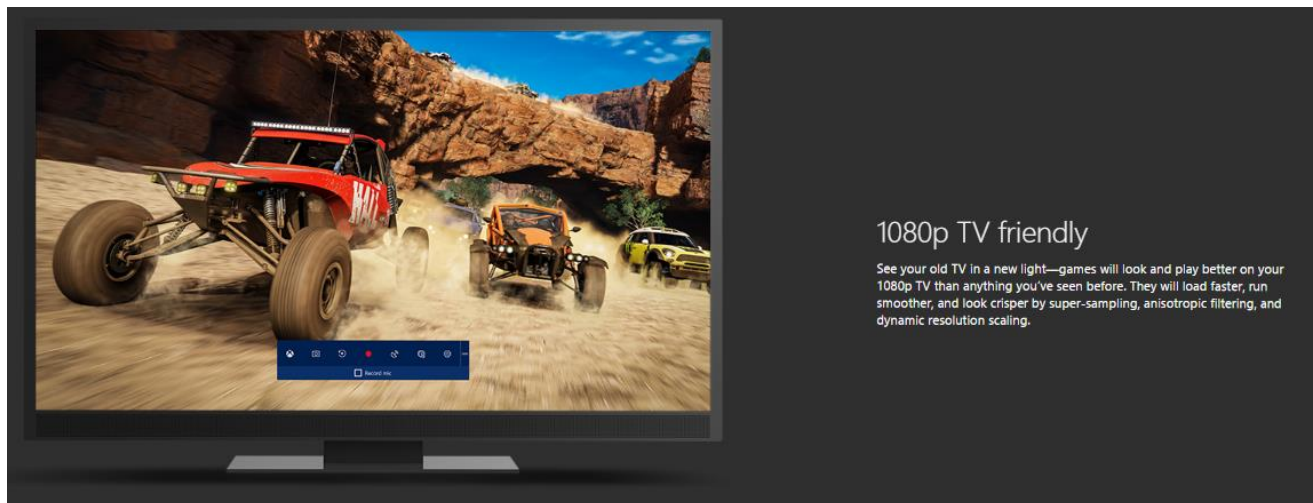 HALL
Record mic
1080p TV friendly
See your old TV in a new light—games will look and play better on your
1080p TV than anything you've seen before. They will load faster, run
smoother, and look crisper by super-sampling, anisotropic filtering, and
dynamic resolution scaling.